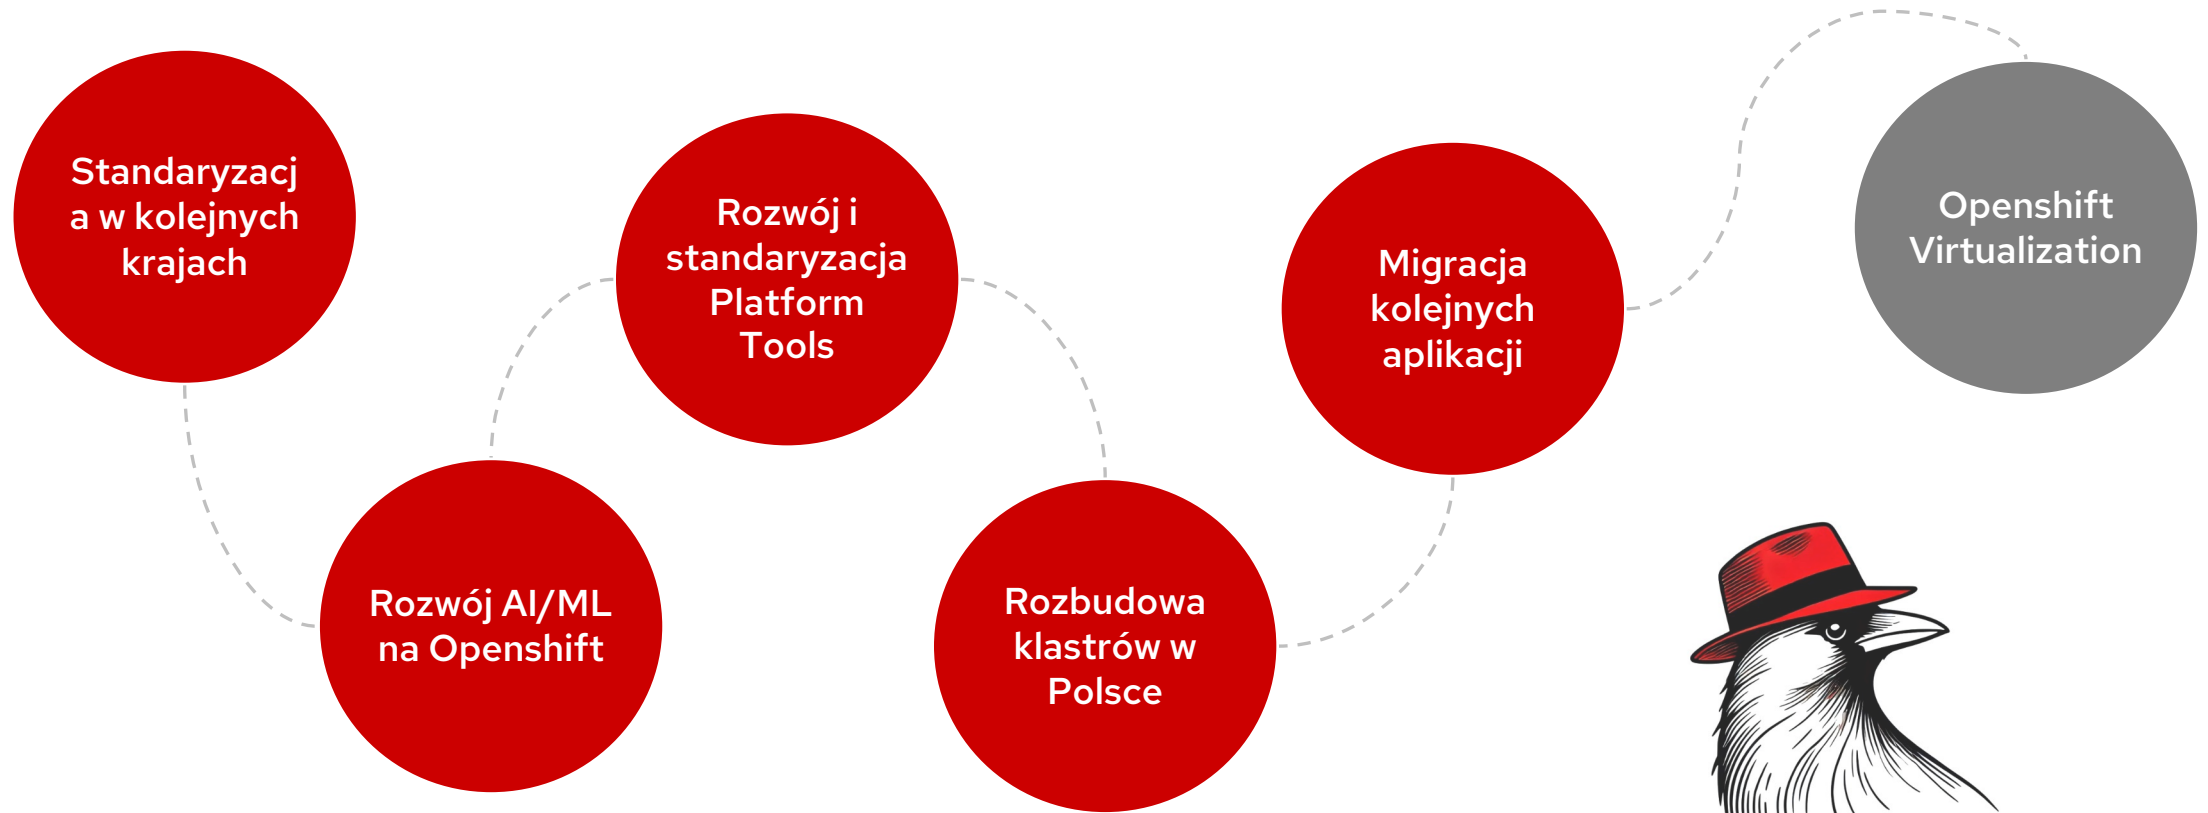 Standaryzacj
a w kolejnych
krajach
Rozwój AI/ML
na Openshift
Rozwój i
standaryzacja
Platform
Tools
Rozbudowa
klastrów w
Polsce
Migracja
kolejnych
aplikacji
Openshift
Virtualization